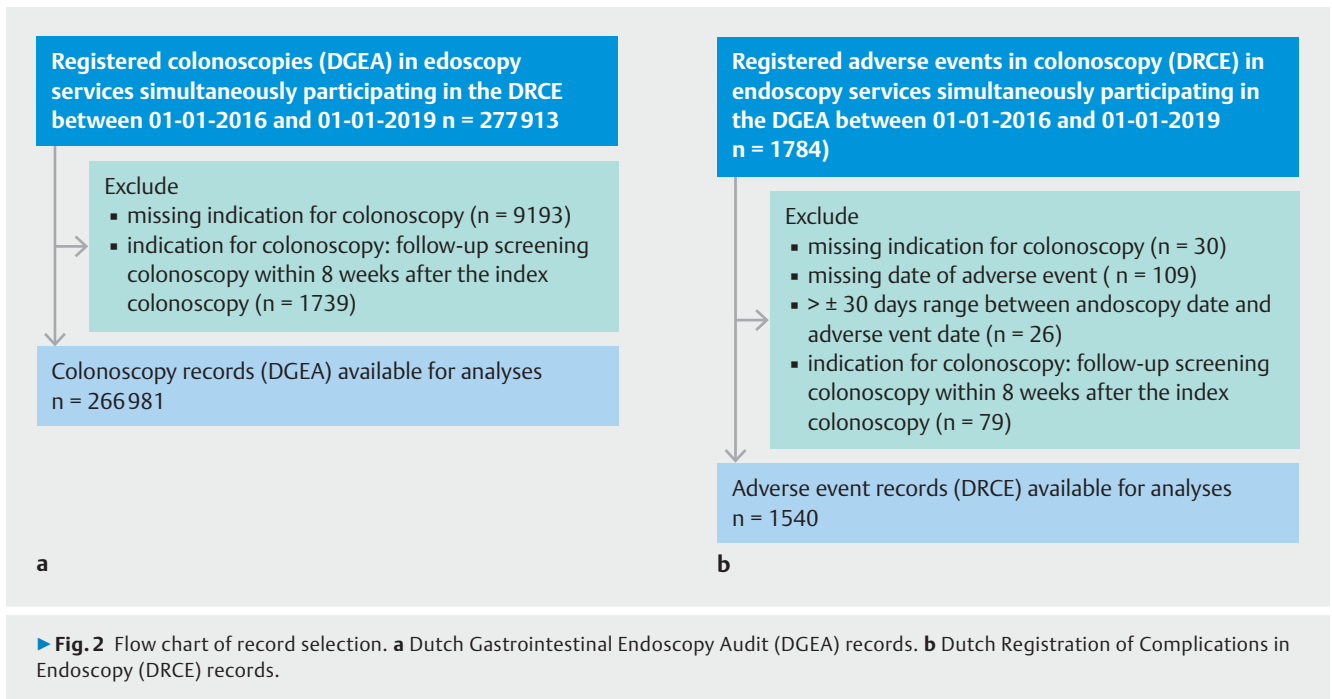 Registered colonoscopies (DGEA) in edoscopy
services simultaneously participating in the DRCE
between 01-01-2016 and 01-01-2019 n = 277 913
Exclude
▪ missing indication for colonoscopy (n = 9193)
▪ indication for colonoscopy: follow-up screening
colonoscopy within 8 weeks after the index
colonoscopy (n = 1739)
Colonoscopy records (DGEA) available for analyses
n = 266 981
a
Registered adverse events in colonoscopy (DRCE) in
endoscopy services simultaneously participating in
the DGEA between 01-01-2016 and 01-01-2019
n = 1784)
Exclude
▪ missing indication for colonoscopy (n = 30)
▪ missing date of adverse event ( n = 109)
▪ > ± 30 days range between andoscopy date and
adverse vent date (n = 26)
▪ indication for colonoscopy: follow-up screening
colonoscopy within 8 weeks after the index
colonoscopy (n = 79)
Adverse event records (DRCE) available for analyses
n = 1540
b
▶ Fig. 2 Flow chart of record selection. a Dutch Gastrointestinal Endoscopy Audit (DGEA) records. b Dutch Registration of Complications in
Endoscopy (DRCE) records.